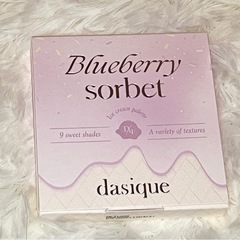 Blueberry
sorbet
Ice cream palette
04
9 sweet shades
A variety of textures
dasique